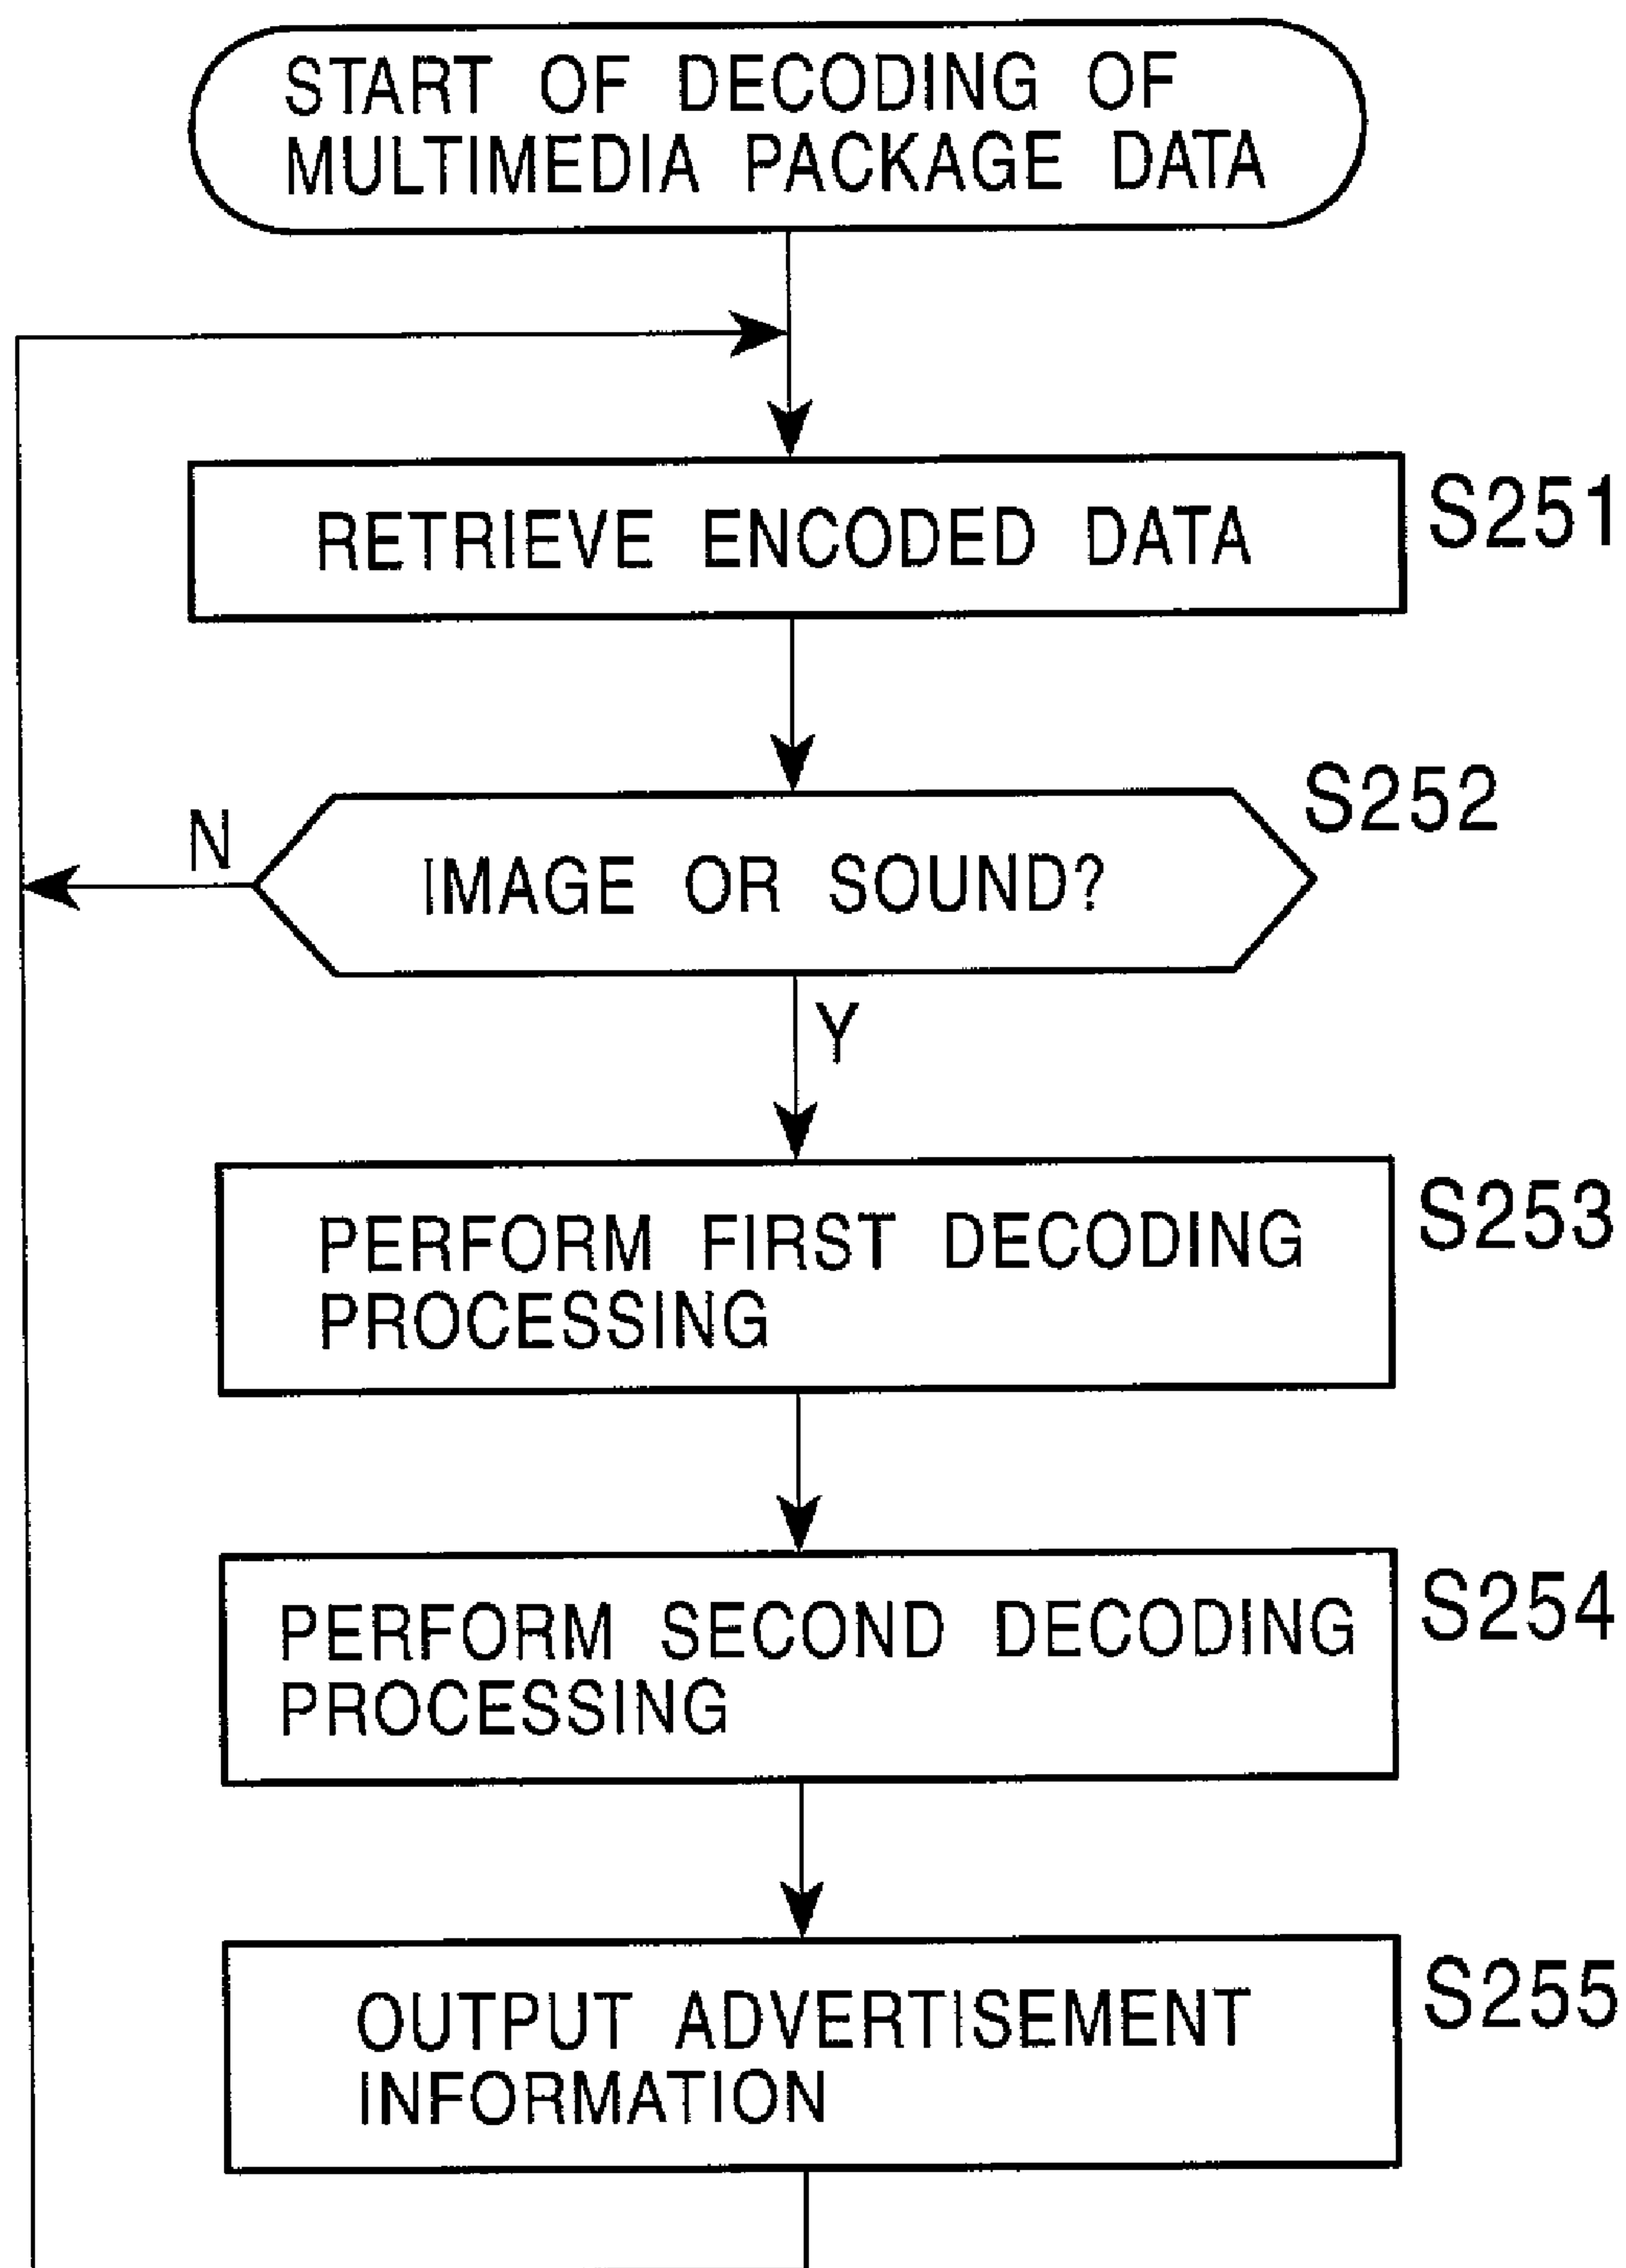 START OF DECODING OF
MULTIMEDIA PACKAGE DATA
RETRIEVE ENCODED DATA
S251
S252
N
IMAGE OR SOUND?
Y
PERFORM FIRST DECODING
PROCESSING
S253
PERFORM SECOND DECODING
PROCESSING
S254
OUTPUT ADVERTISEMENT
INFORMATION
S255